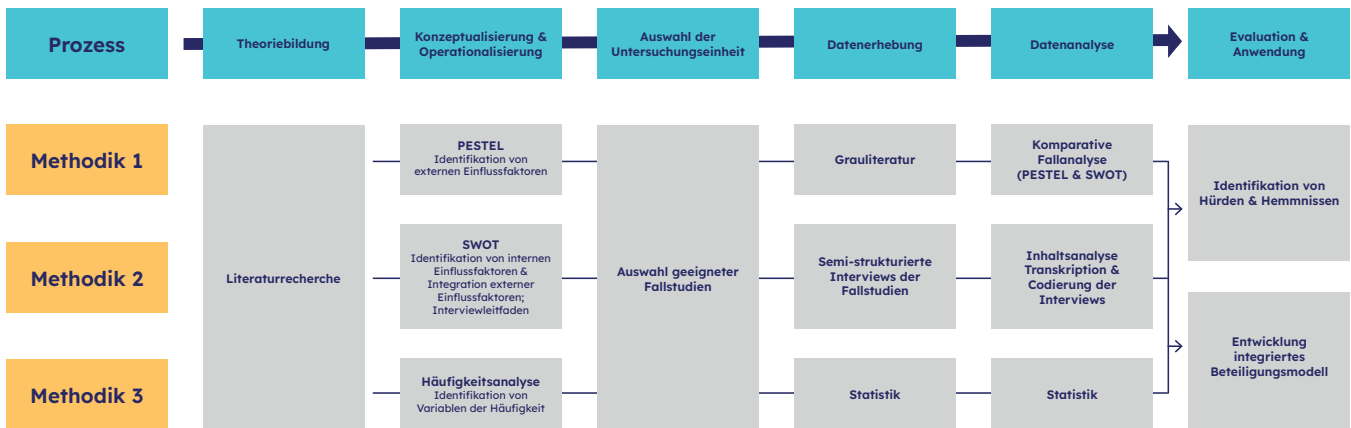 Prozess
Theoriebildung
Konzeptualisierung &
Operationalisierung
Auswahl der
Untersuchungseinheit
Datenerhebung
Datenanalyse
Evaluation &
Anwendung
Methodik 1
Methodik 2
Methodik 3
Literaturrecherche
PESTEL
Identifikation von
externen Einflussfaktoren
SWOT
Identifikation von internen
Einflussfaktoren &
Integration externer
Einflussfaktoren;
Interviewleitfaden
Häufigkeitsanalyse
Identifikation von
Variablen der Häufigkeit
Auswahl geeigneter
Fallstudien
Grauliteratur
Semi-strukturierte
Interviews der
Fallstudien
Statistik
Komparative
Fallanalyse
(PESTEL & SWOT)
Inhaltsanalyse
Transkription &
Codierung der
Interviews
Statistik
Identifikation von
Hürden & Hemmnissen
Entwicklung
integriertes
Beteiligungsmodell